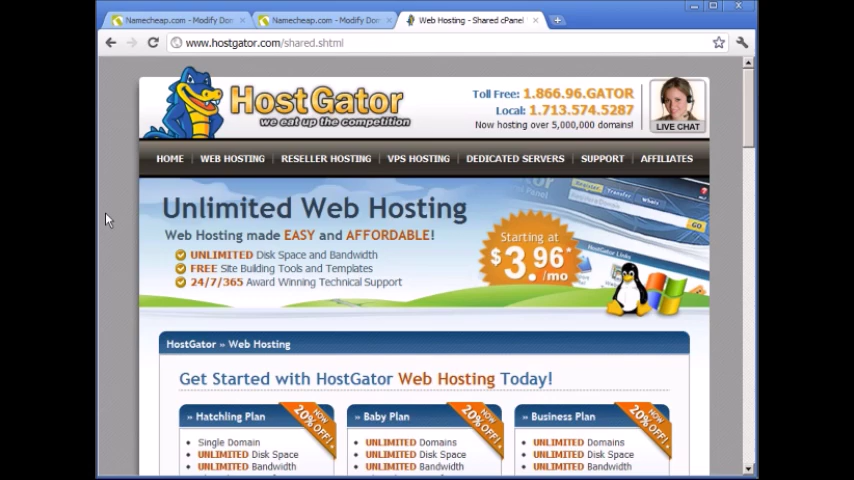 Namecheap.com - Modify Dom
Namecheap.com - Modify Dom
Web Hosting - Shared cPanel
www.hostgator.com/shared.shtml
HostGator
we eat up the competition
Toll Free: 1.866.96.GATOR
Local: 1.713.574.5287
Now hosting over 5,000,000 domains!
LIVE CHAT
HOME WEB HOSTING RESELLER HOSTING VPS HOSTING DEDICATED SERVERS SUPPORT AFFILIATES
Unlimited Web Hosting
Web Hosting made EASY and AFFORDABLE!
UNLIMITED Disk Space and Bandwidth
FREE Site Building Tools and Templates
24/7/365 Award Winning Technical Support
Starting at
$3.96*
/mo
Register Transfer Whois
GO
HostGator Links
HostGator » Web Hosting
Get Started with HostGator Web Hosting Today!
» Hatchling Plan
NOW 20% OFF!
• Single Domain
• UNLIMITED Disk Space
• UNLIMITED Bandwidth
» Baby Plan
NOW 20% OFF!
• UNLIMITED Domains
• UNLIMITED Disk Space
• UNLIMITED Bandwidth
» Business Plan
NOW 20% OFF!
• UNLIMITED Domains
• UNLIMITED Disk Space
• UNLIMITED Bandwidth